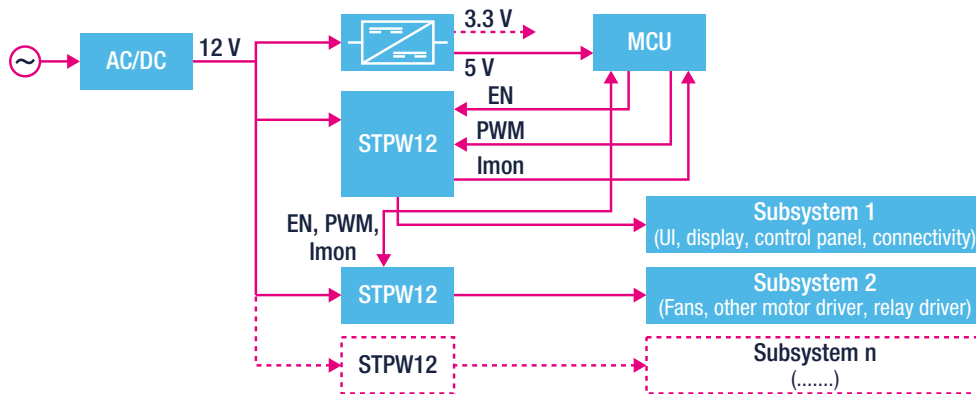 AC/DC
12 V
3.3 V
5 V
MCU
EN
STPW12
PWM
Imon
EN, PWM,
Imon
Subsystem 1
(UI, display, control panel, connectivity)
STPW12
Subsystem 2
(Fans, other motor driver, relay driver)
STPW12
Subsystem n
(.......)